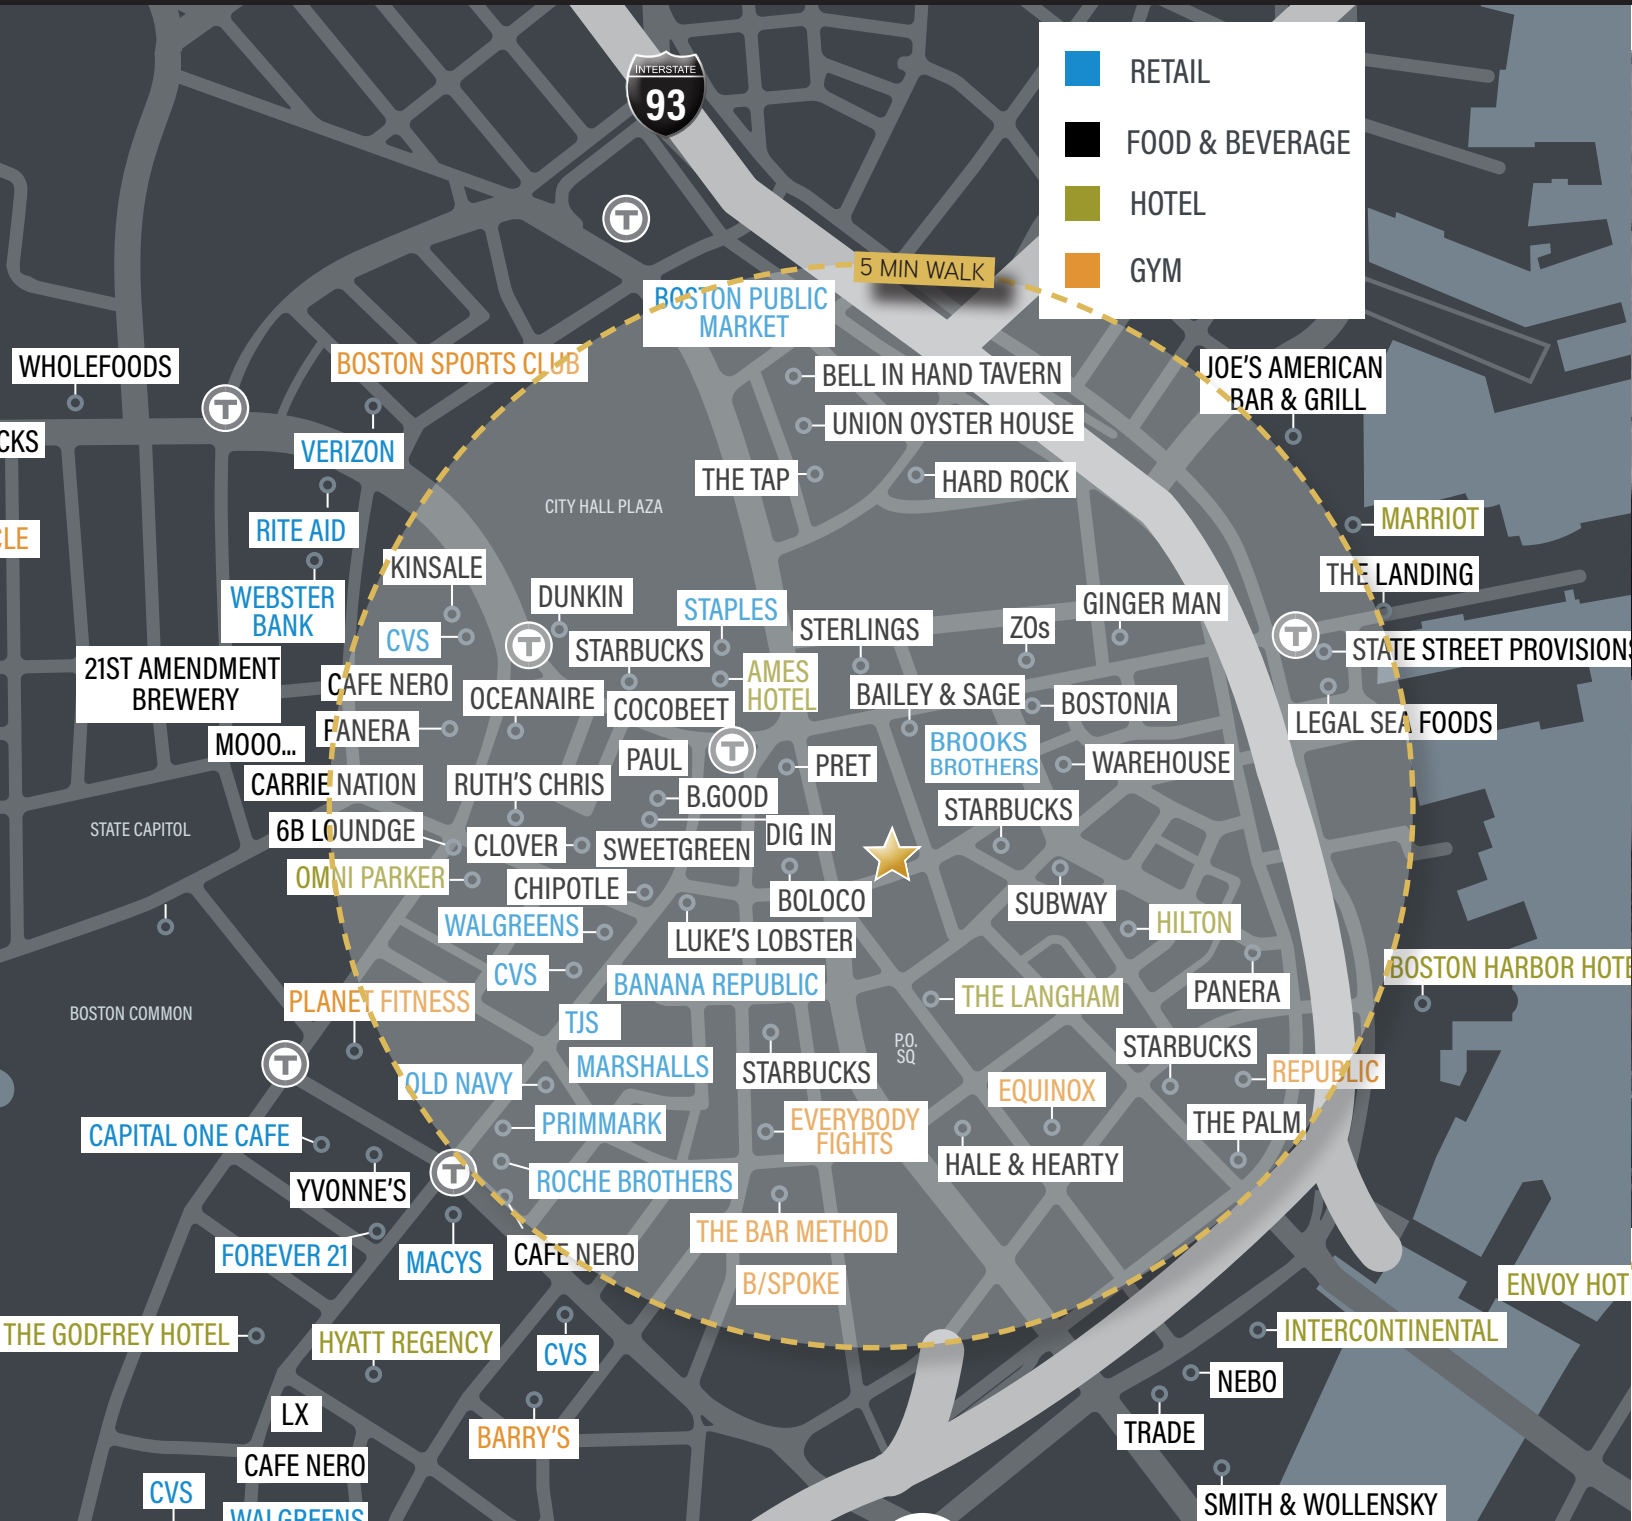 INTERSTATE
93
RETAIL
FOOD & BEVERAGE
HOTEL
GYM
5 MIN WALK
BOSTON PUBLIC
MARKET
WHOLEFOODS
BOSTON SPORTS CLUB
BELL IN HAND TAVERN
JOE'S AMERICAN
BAR & GRILL
UNION OYSTER HOUSE
CKS
VERIZON
THE TAP
HARD ROCK
CITY HALL PLAZA
MARRIOT
RITE AID
CLE
KINSALE
THE LANDING
DUNKIN
WEBSTER
BANK
STAPLES
GINGER MAN
CVS
STERLINGS
ZOs
STARBUCKS
STATE STREET PROVISIONS
21ST AMENDMENT
BREWERY
CAFE NERO
OCEANAIRE
AMES
HOTEL
BAILEY & SAGE
BOSTONIA
COCOBEET
LEGAL SEA FOODS
PANERA
MOOO...
BROOKS
BROTHERS
PAUL
PRET
WAREHOUSE
CARRIE NATION
RUTH'S CHRIS
B.GOOD
STARBUCKS
STATE CAPITOL
6B LOUNDGE
CLOVER
SWEETGREEN
DIG IN
OMNI PARKER
CHIPOTLE
BOLOCO
SUBWAY
WALGREENS
HILTON
LUKE'S LOBSTER
CVS
BANANA REPUBLIC
BOSTON HARBOR HOTE
PLANET FITNESS
THE LANGHAM
PANERA
BOSTON COMMON
TJS
P.O.
SQ
STARBUCKS
MARSHALLS
STARBUCKS
REPUBLIC
OLD NAVY
EQUINOX
CAPITAL ONE CAFE
PRIMMARK
EVERYBODY
FIGHTS
THE PALM
HALE & HEARTY
YVONNE'S
ROCHE BROTHERS
THE BAR METHOD
FOREVER 21
MACYS
CAFE NERO
B/SPOKE
ENVOY HOT
THE GODFREY HOTEL
HYATT REGENCY
INTERCONTINENTAL
CVS
NEBO
LX
BARRY'S
TRADE
CAFE NERO
CVS
SMITH & WOLLENSKY
WALGREENS